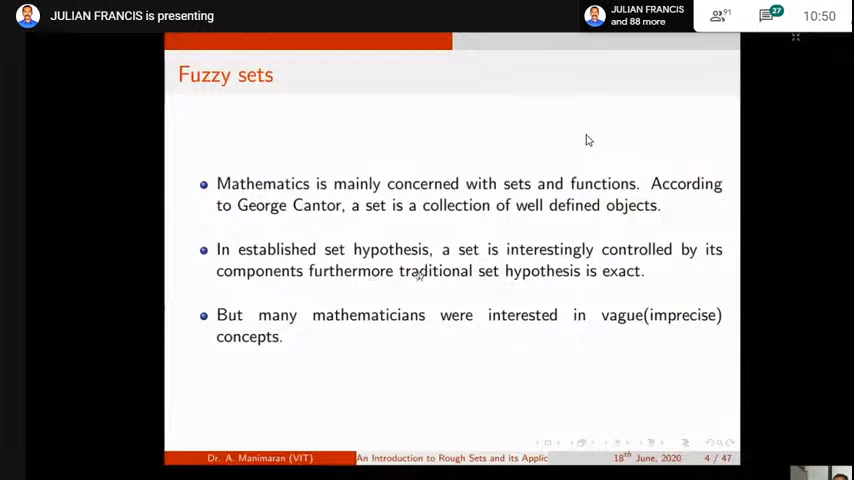 JULIAN FRANCIS is presenting
JULIAN FRANCIS
and 88 more
91
27
10:50
Fuzzy sets
Mathematics is mainly concerned with sets and functions. According
to George Cantor, a set is a collection of well defined objects.
In established set hypothesis, a set is interestingly controlled by its
components furthermore traditional set hypothesis is exact.
But many mathematicians were interested in vague(imprecise)
concepts.
Dr. A. Manimaran (VIT)
An Introduction to Rough Sets and its Applic
18th June, 2020
4 / 47